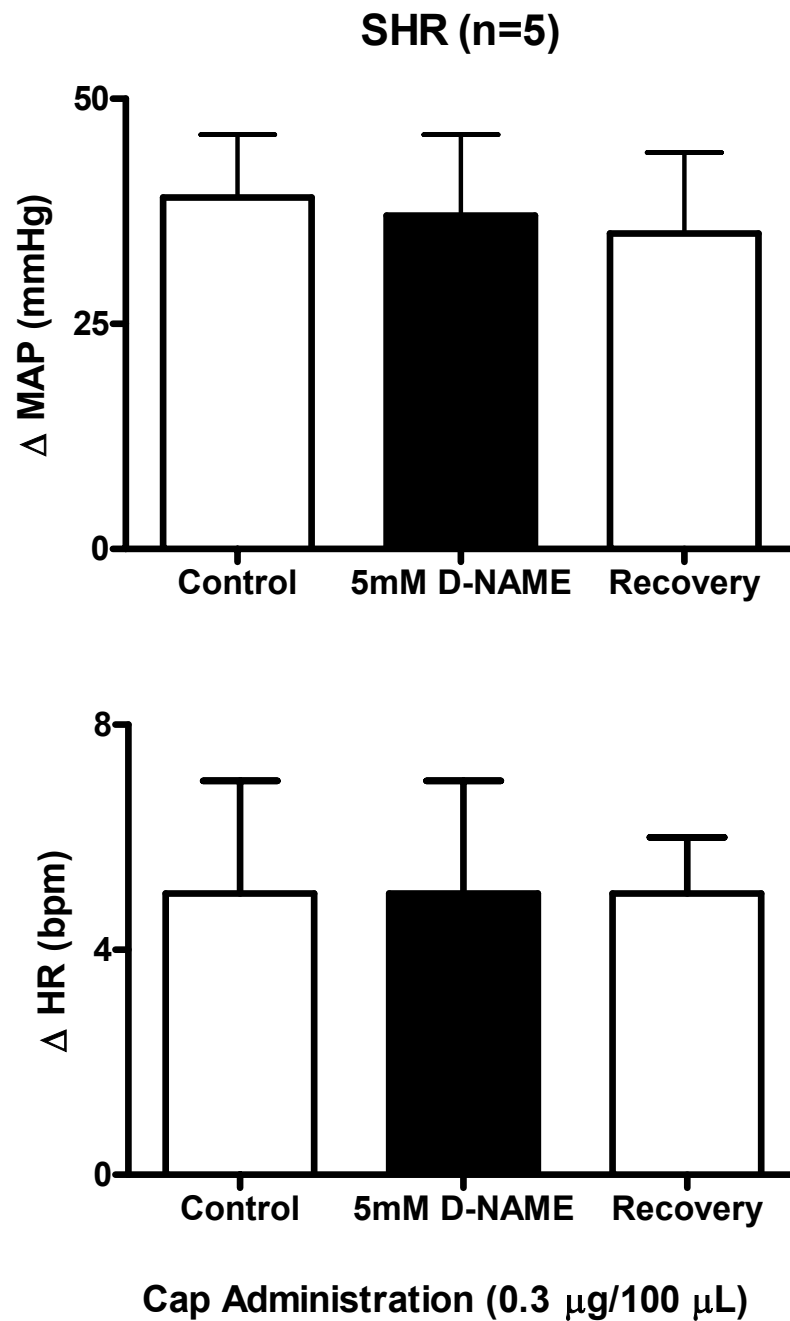 SHR (n=5)
50
25
0
Δ MAP (mmHg)
Control 5mM D-NAME Recovery
8
4
0
Δ HR (bpm)
Control 5mM D-NAME Recovery
Cap Administration (0.3 μg/100 μL)